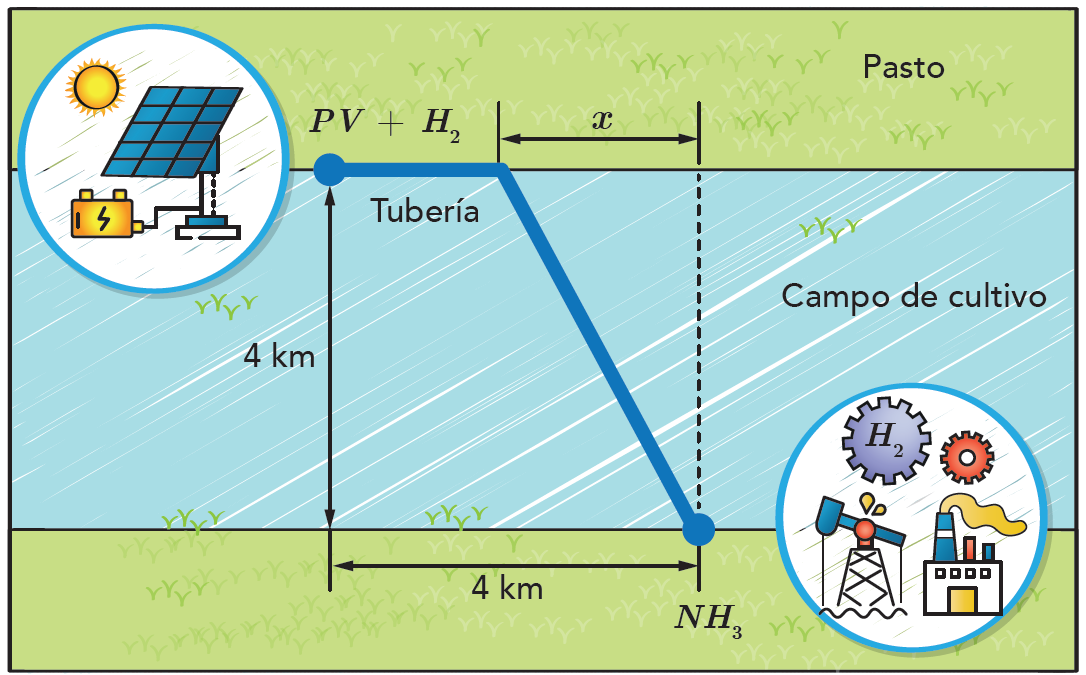 Pasto
PV + H₂
x
Tubería
Campo de cultivo
4 km
H₂
4 km
NH₃